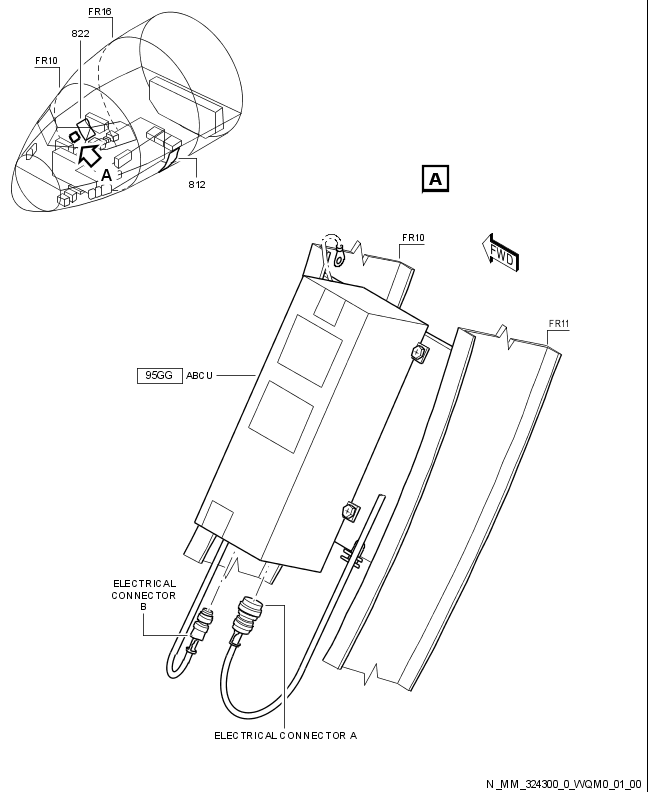 FR16
822
FR10
A
812
A
FR10
FWD
FR11
95GG ABCU
ELECTRICAL
CONNECTOR
B
ELECTRICAL CONNECTOR A
N_MM_324300_0_WQM0_01_00